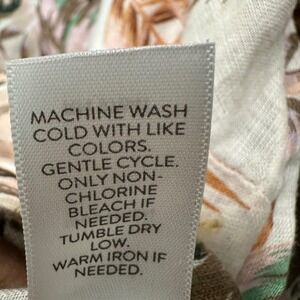 MACHINE WASH
COLD WITH LIKE
COLORS.
GENTLE CYCLE.
ONLY NON-
CHLORINE
BLEACH IF
NEEDED.
TUMBLE DRY
LOW.
WARM IRON IF
NEEDED.